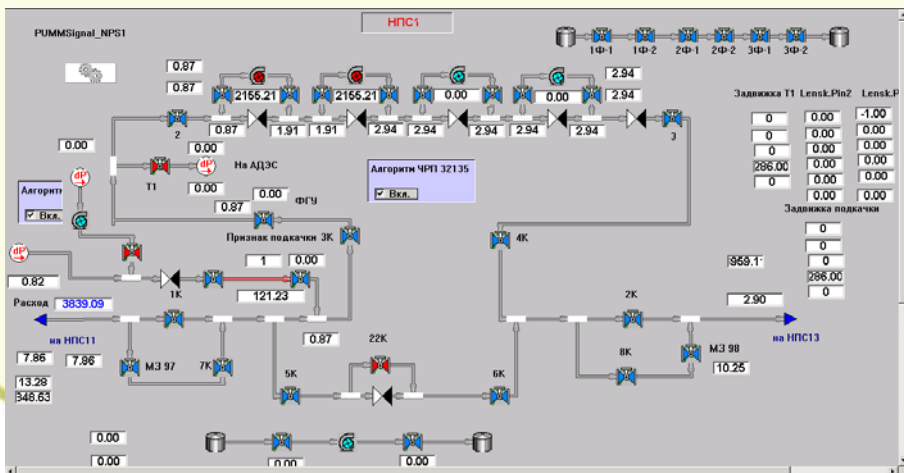 НПС1
PUMMSignal_NPS1
1Ф-1 1Ф-2 2Ф-1 2Ф-2 3Ф-1 3Ф-2
0.87
0.87
2155.21 2155.21 0.00 0.00
2.94
2.94
Задвижка Т1 Lensk.Pin2 Lensk.P
0 0.00 -1.00
0 0.00 0.00
0 0.00 0.00
286.00 0.00 0.00
0 0.00 0.00
2
0.87 1.91 1.91 2.94 2.94 2.94 2.94 2.94
3
0.00
0.00
dP
Т1
dP
На АДЭС
0.00
0.00
0.87
ФГУ
Алгоритм ЧРП 32135
Вкл.
Алгоритм
Вкл.
Задвижка подкачки
0
0
0
286.00
0
Признак подкачки 3К
1 0.00
4К
dP
0.82
1К
121.23
959.1
2.90
Расход 3839.09
на НПС11
2К
на НПС13
0.87
7.86 7.86
МЗ 97
7К
22К
8К
МЗ 98
10.25
13.28
5К
6К
0.00
0.00
0.00 0.00